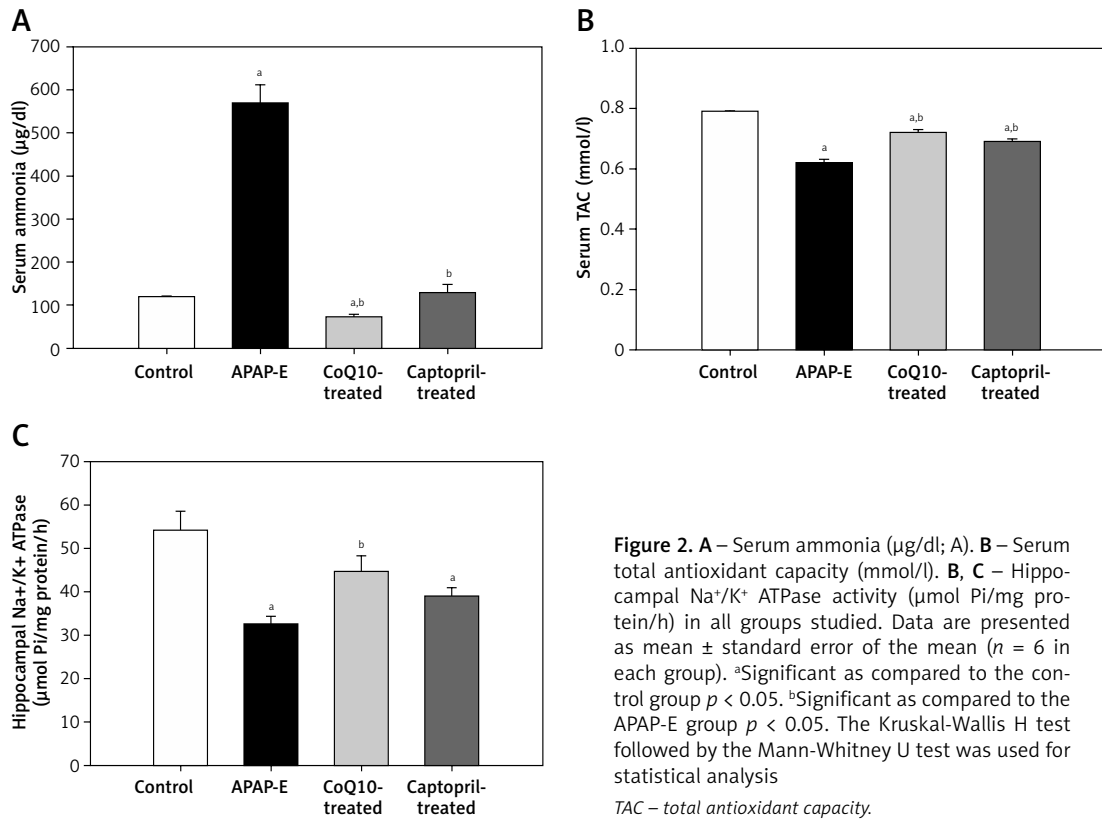 A
Serum ammonia (µg/dl)
700
600
500
400
300
200
100
0
a
a,b
b
Control
APAP-E
CoQ10-
treated
Captopril-
treated
B
Serum TAC (mmol/l)
1.0
0.8
0.6
0.4
0.2
0
a
a,b
a,b
Control
APAP-E
CoQ10-
treated
Captopril-
treated
C
Hippocampal Na+/K+ ATPase
(µmol Pi/mg protein/h)
70
60
50
40
30
20
10
0
a
b
a
Control
APAP-E
CoQ10-
treated
Captopril-
treated
Figure 2. A – Serum ammonia (µg/dl; A). B – Serum
total antioxidant capacity (mmol/l). B, C – Hippo-
campal Na⁺/K⁺ ATPase activity (µmol Pi/mg pro-
tein/h) in all groups studied. Data are presented
as mean ± standard error of the mean (n = 6 in
each group). ᵃSignificant as compared to the con-
trol group p < 0.05. ᵇSignificant as compared to the
APAP-E group p < 0.05. The Kruskal-Wallis H test
followed by the Mann-Whitney U test was used for
statistical analysis
TAC – total antioxidant capacity.